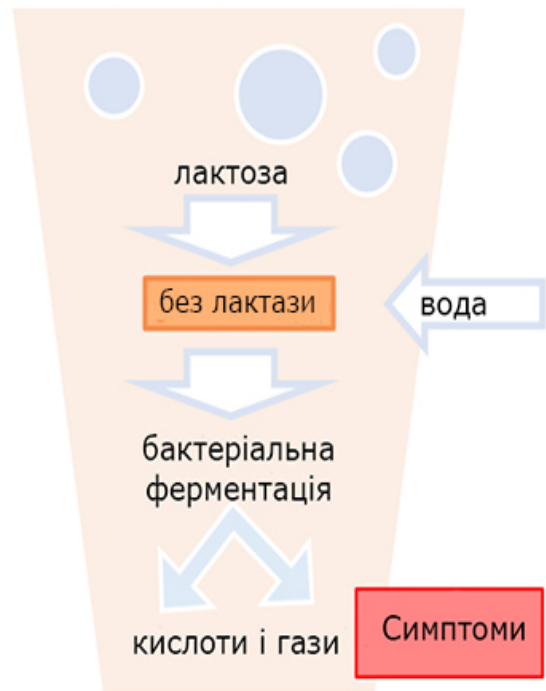 лактоза
без лактази
вода
бактеріальна
ферментація
кислоти і гази
Симптоми